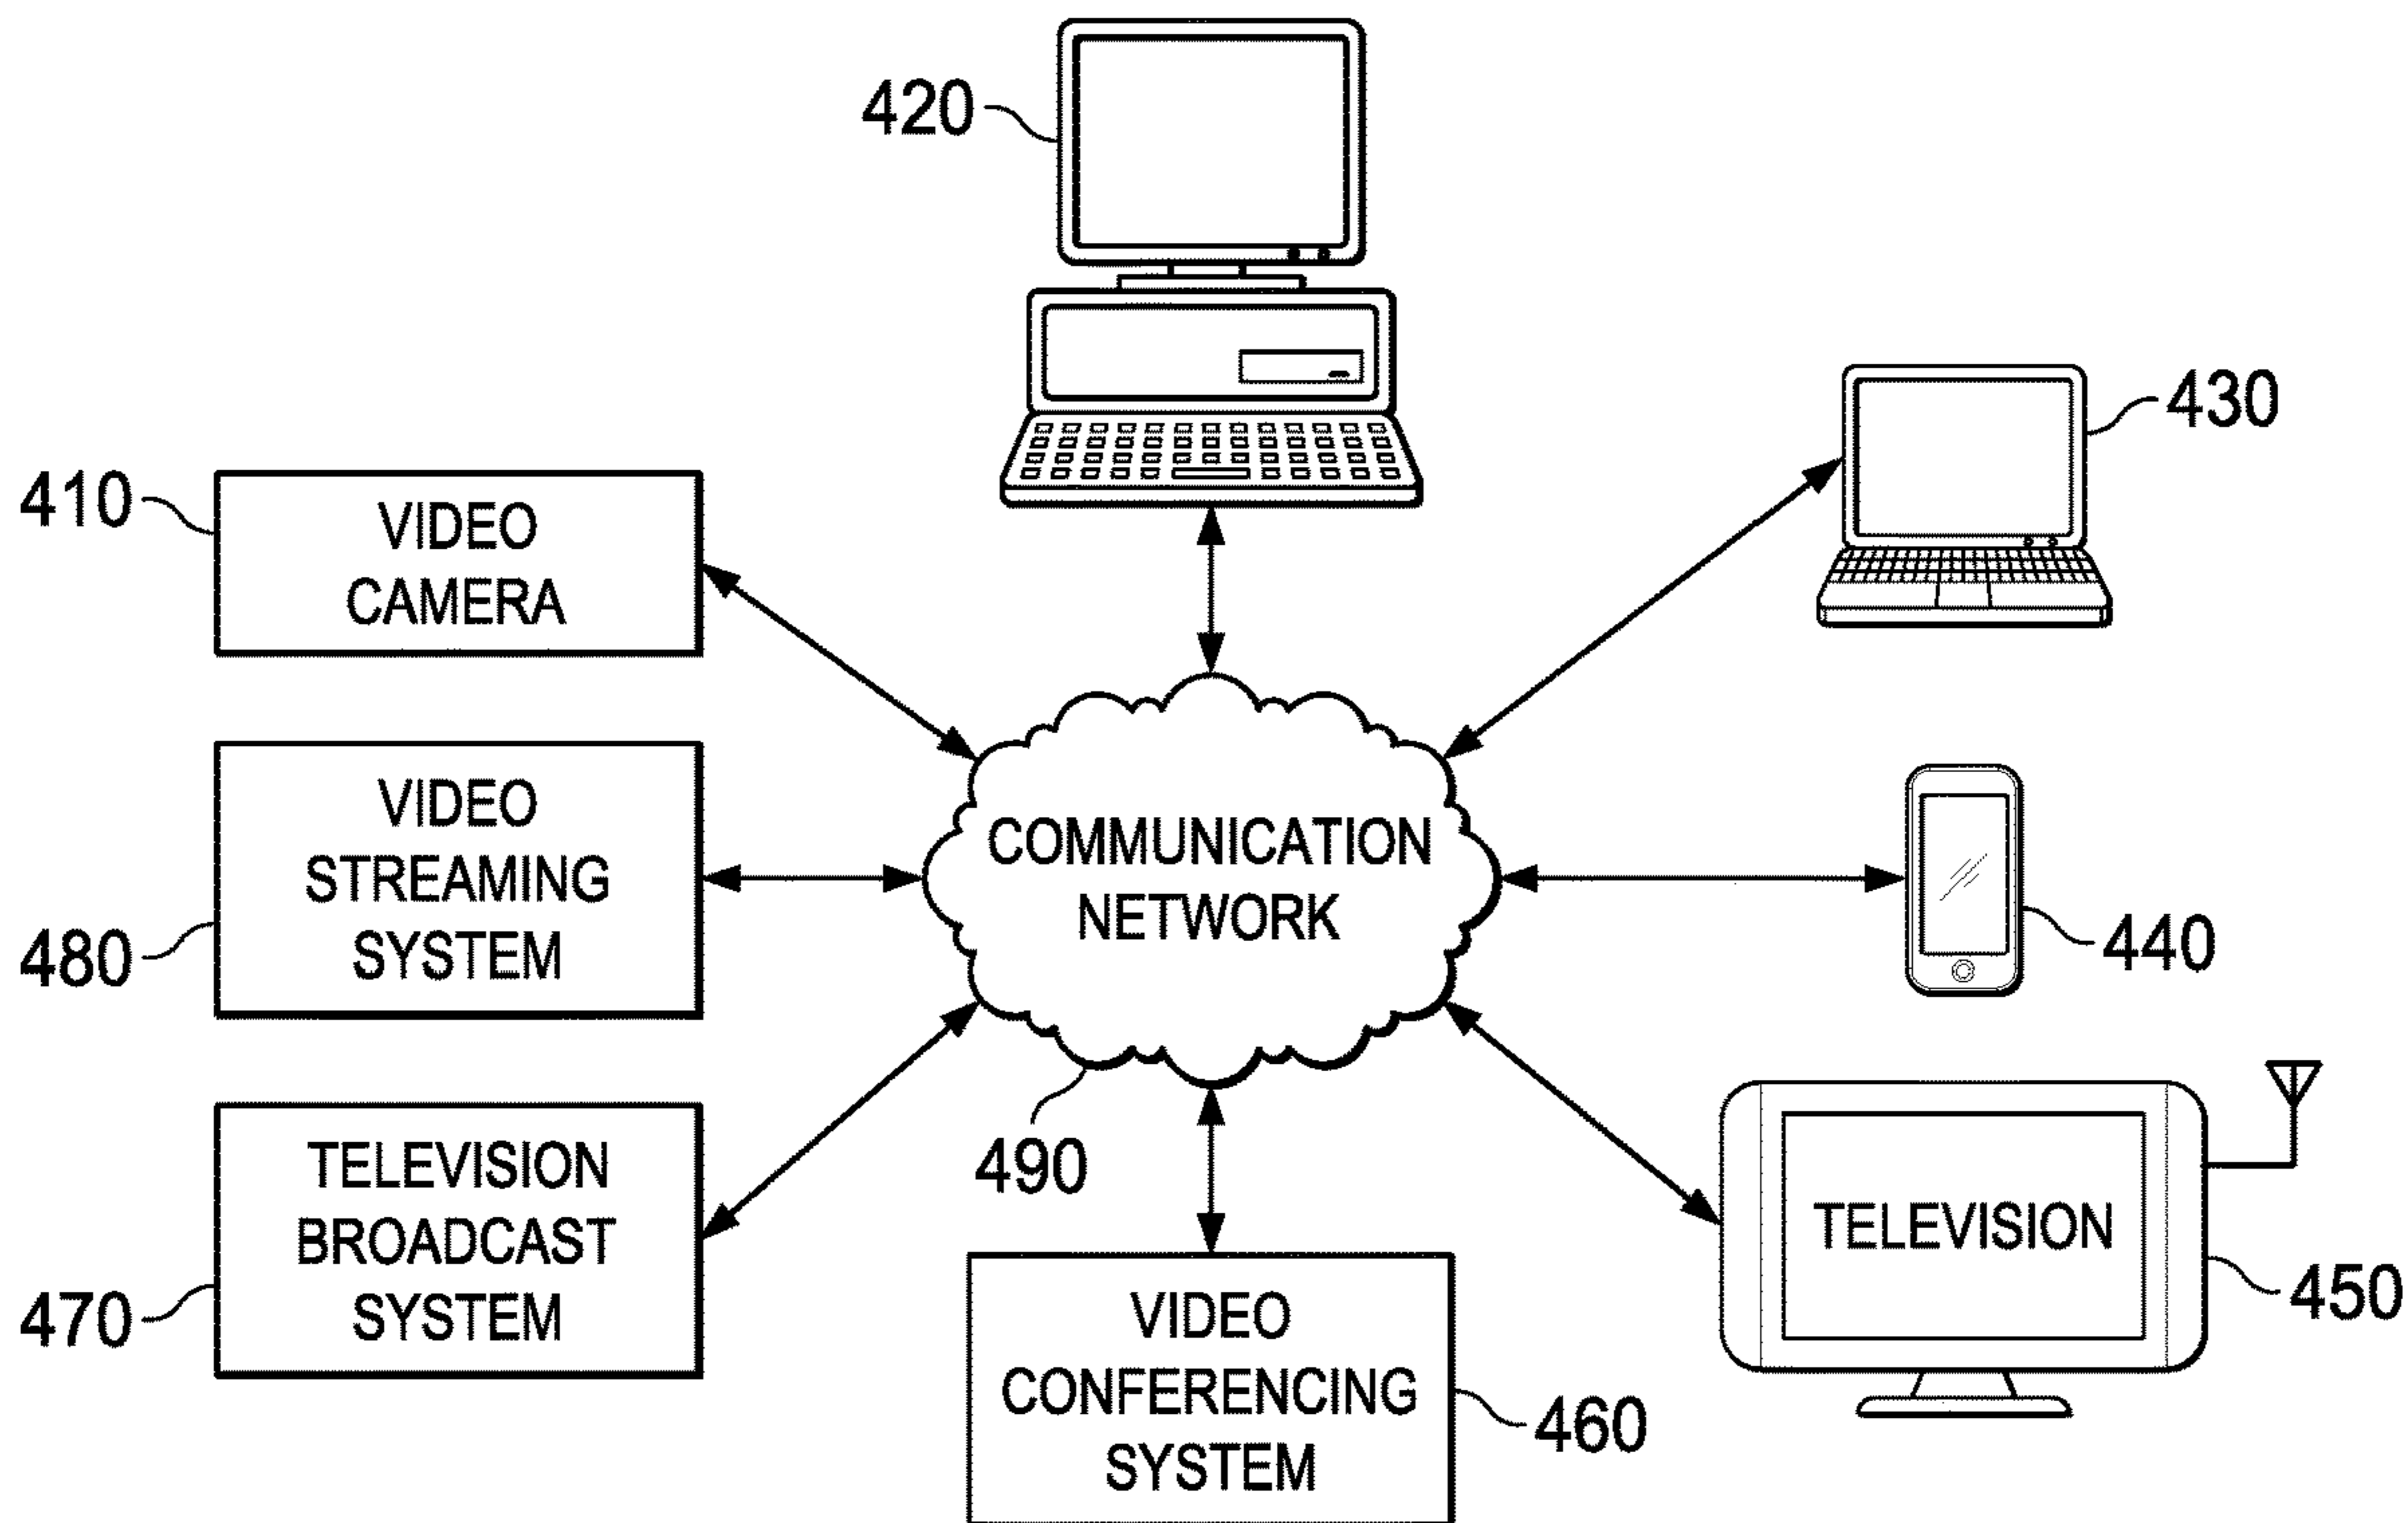 420
430
410
VIDEO
CAMERA
VIDEO
STREAMING
SYSTEM
480
COMMUNICATION
NETWORK
440
490
TELEVISION
BROADCAST
SYSTEM
470
TELEVISION
450
VIDEO
CONFERENCING
SYSTEM
460